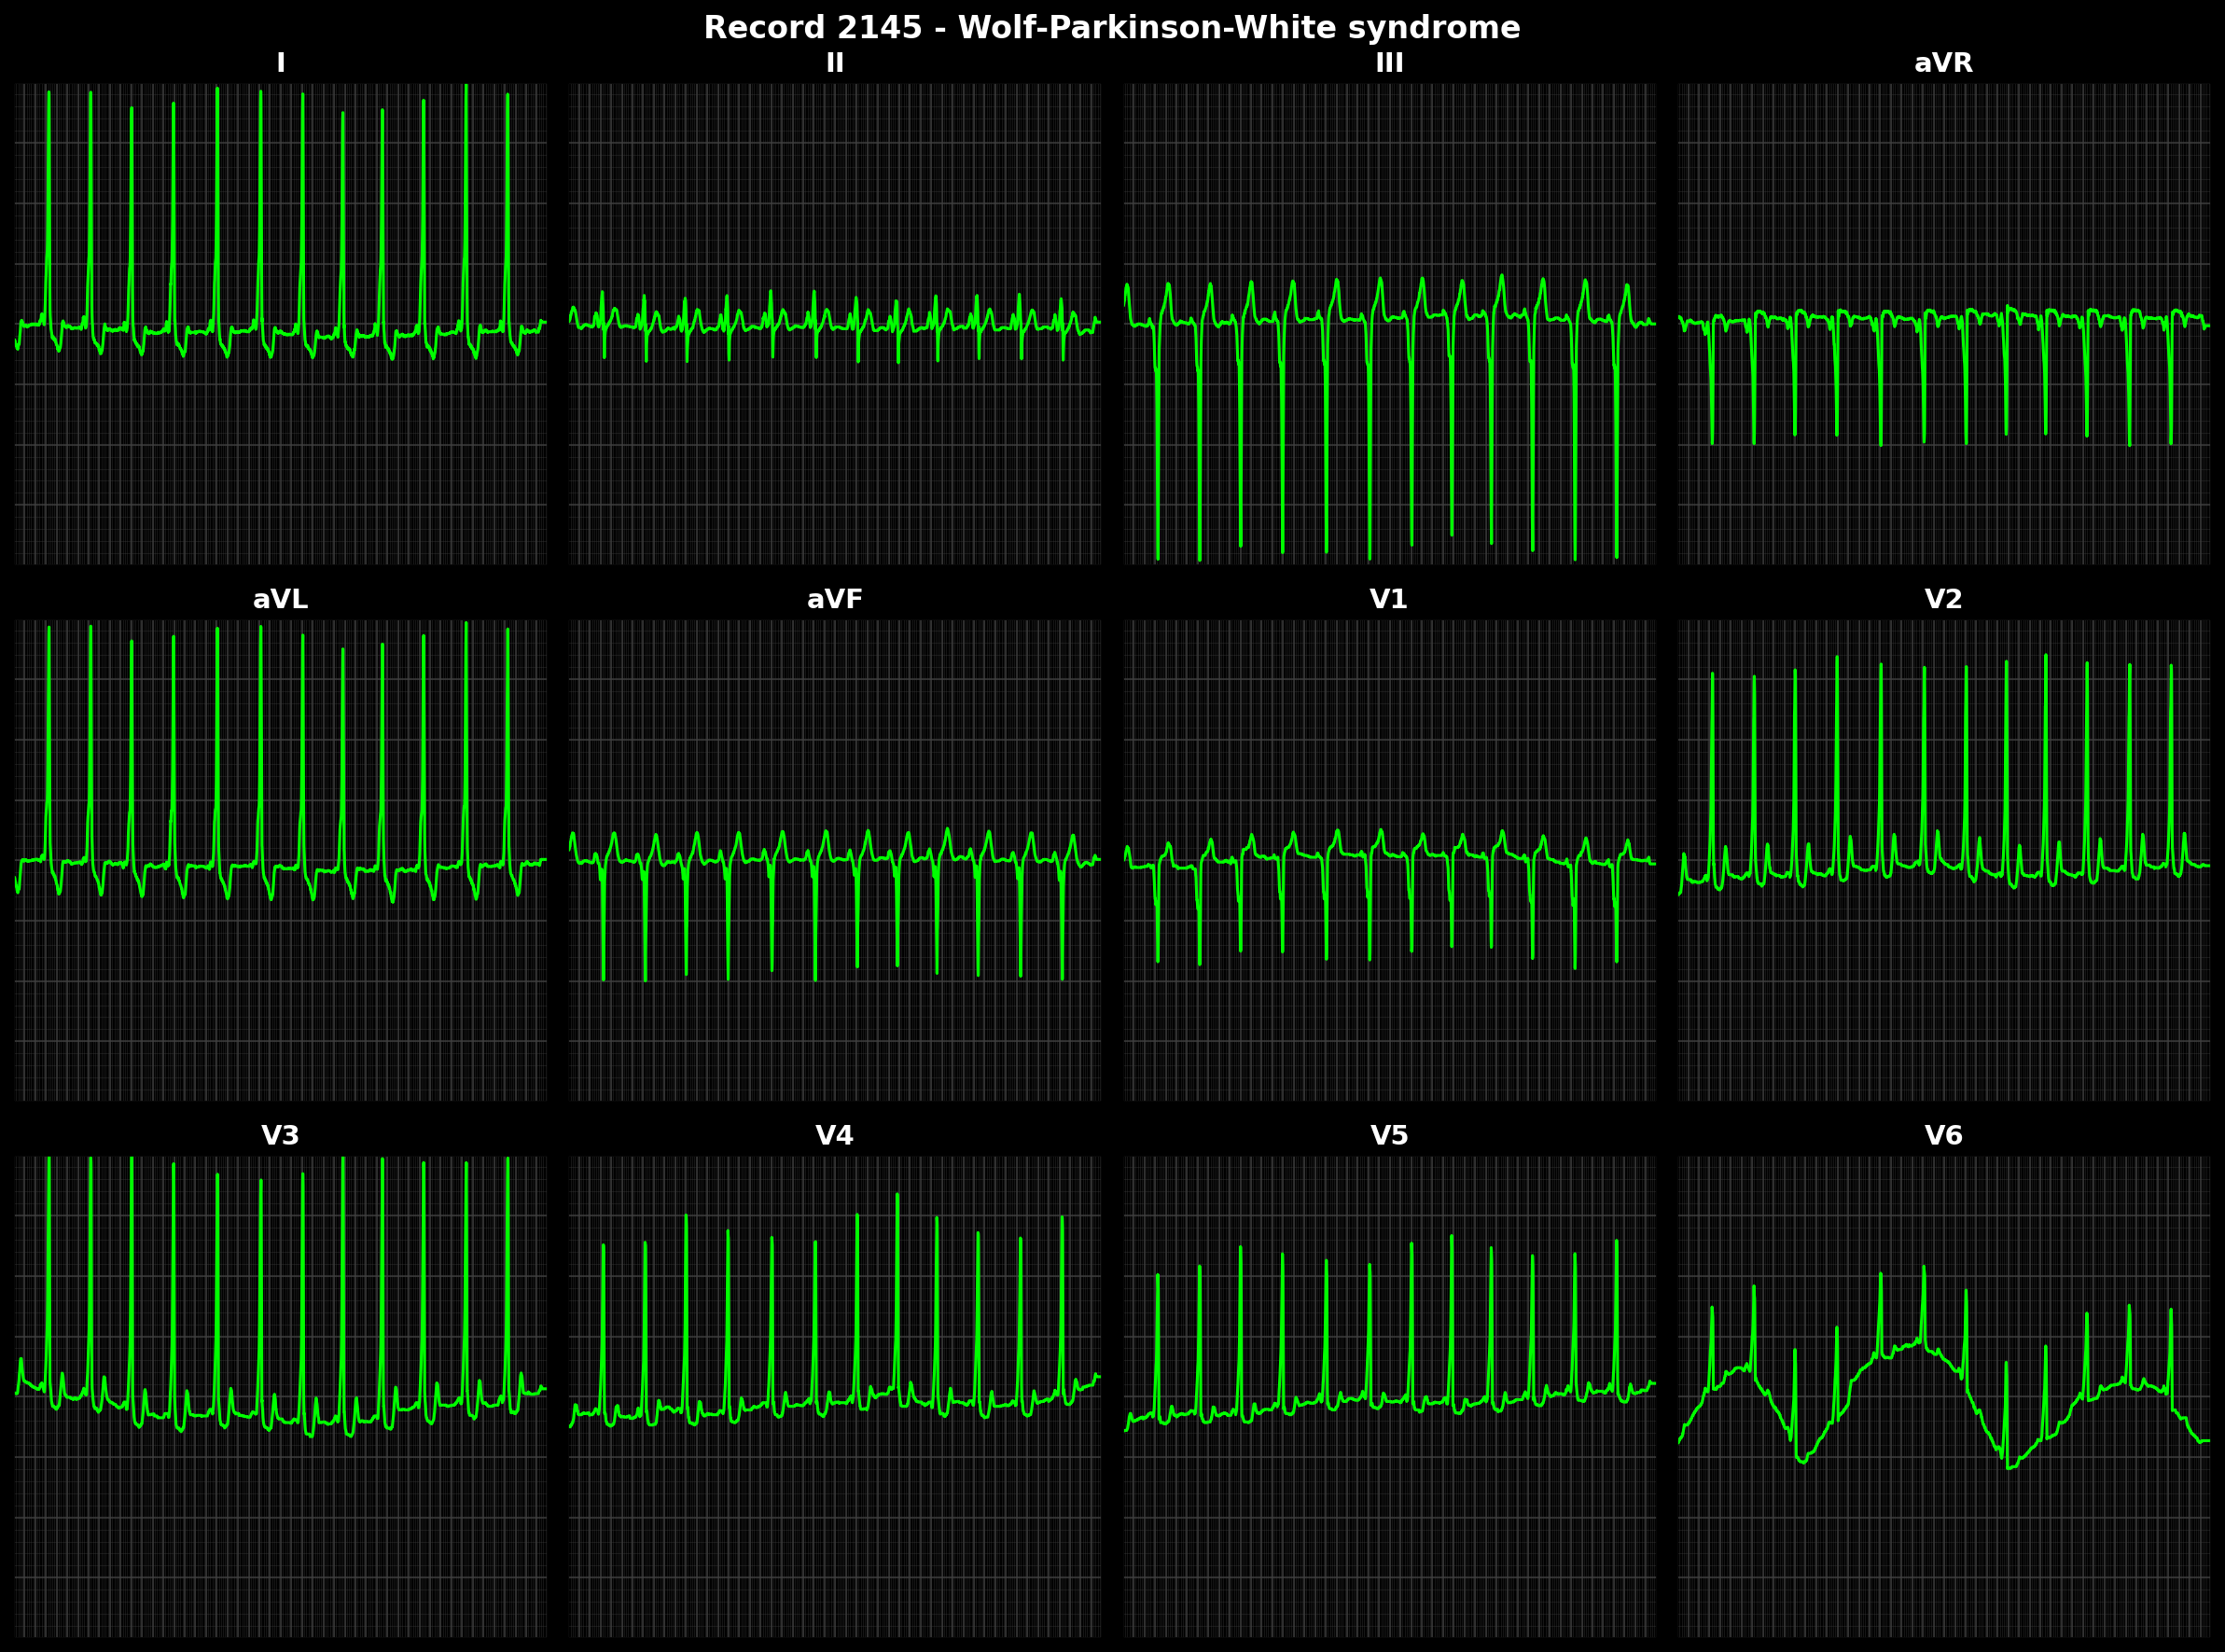 Record 2145 - Wolf-Parkinson-White syndrome
I
II
III
aVR
aVL
aVF
V1
V2
V3
V4
V5
V6